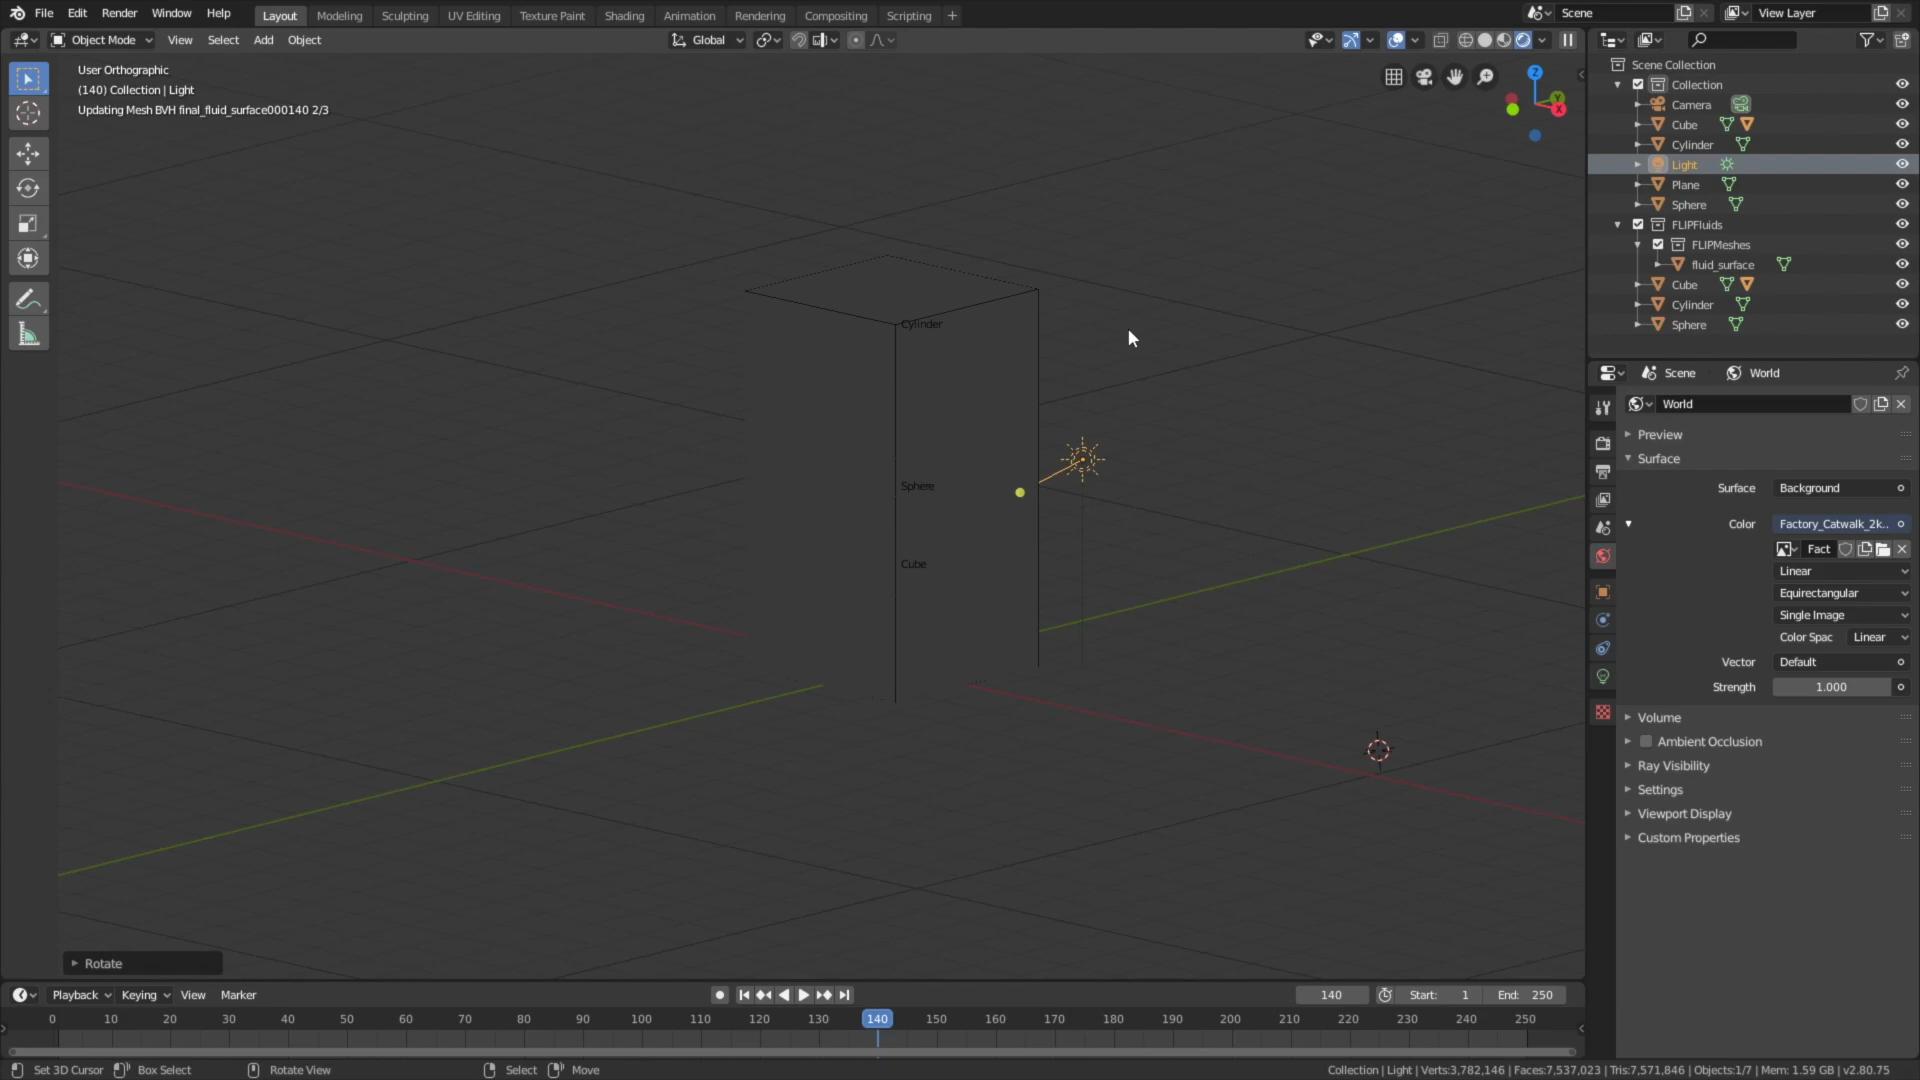 File Edit Render Window Help Layout Modeling Sculpting UV Editing Texture Paint Shading Animation Rendering Compositing Scripting + Scene View Layer
Object Mode View Select Add Object Global
User Orthographic
(140) Collection | Light
Updating Mesh BVH final_fluid_surface000140 2/3
Z
Y
X
Cylinder
Sphere
Cube
Rotate
Scene Collection
Collection
Camera
Cube
Cylinder
Light
Plane
Sphere
FLIPFluids
FLIPMeshes
fluid_surface
Cube
Cylinder
Sphere
Scene World
World
Preview
Surface
Surface Background
Color Factory_Catwalk_2k..
Fact
Linear
Equirectangular
Single Image
Color Spac Linear
Vector Default
Strength 1.000
Volume
Ambient Occlusion
Ray Visibility
Settings
Viewport Display
Custom Properties
Playback Keying View Marker 140 Start: 1 End: 250
0 10 20 30 40 50 60 70 80 90 100 110 120 130 140 150 160 170 180 190 200 210 220 230 240 250
Set 3D Cursor Box Select Rotate View Select Move Collection | Light | Verts:3,782,146 | Faces:7,537,023 | Tris:7,571,846 | Objects:1/7 | Mem: 1.59 GB | v2.80.75